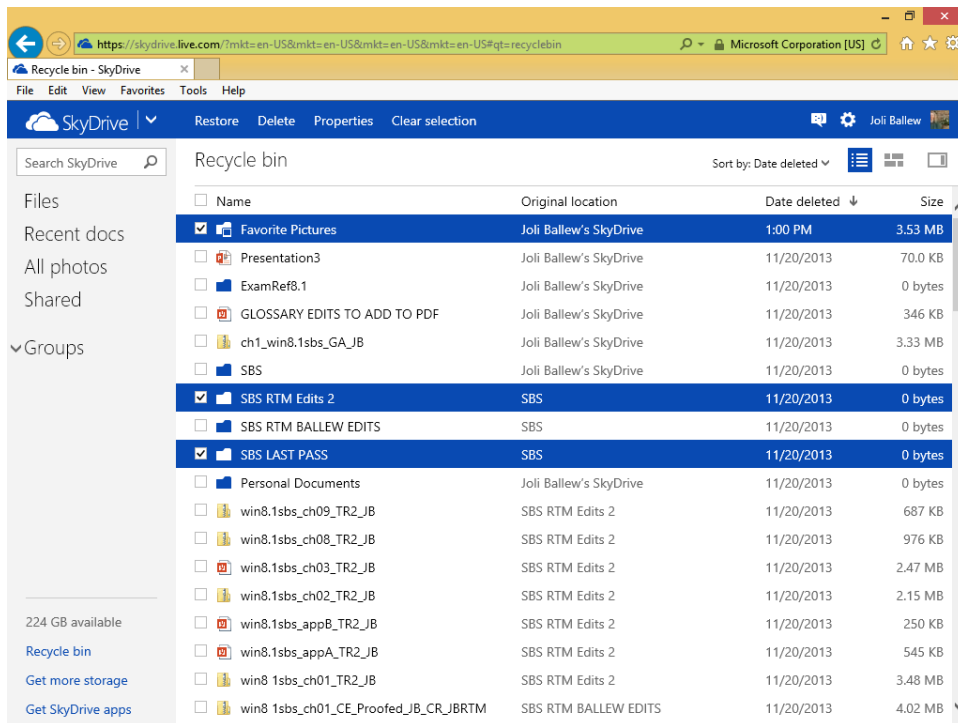 https://skydrive.live.com/?mkt=en-US&mkt=en-US&mkt=en-US&mkt=en-US#qt=recyclebin Microsoft Corporation [US]
Recycle bin - SkyDrive
File Edit View Favorites Tools Help
SkyDrive Restore Delete Properties Clear selection Joli Ballew
Search SkyDrive Recycle bin Sort by: Date deleted
Files
Recent docs
All photos
Shared
Groups
224 GB available
Recycle bin
Get more storage
Get SkyDrive apps
Name Original location Date deleted Size
Favorite Pictures Joli Ballew's SkyDrive 1:00 PM 3.53 MB
Presentation3 Joli Ballew's SkyDrive 11/20/2013 70.0 KB
ExamRef8.1 Joli Ballew's SkyDrive 11/20/2013 0 bytes
GLOSSARY EDITS TO ADD TO PDF Joli Ballew's SkyDrive 11/20/2013 346 KB
ch1_win8.1sbs_GA_JB Joli Ballew's SkyDrive 11/20/2013 3.33 MB
SBS Joli Ballew's SkyDrive 11/20/2013 0 bytes
SBS RTM Edits 2 SBS 11/20/2013 0 bytes
SBS RTM BALLEW EDITS SBS 11/20/2013 0 bytes
SBS LAST PASS SBS 11/20/2013 0 bytes
Personal Documents Joli Ballew's SkyDrive 11/20/2013 0 bytes
win8.1sbs_ch09_TR2_JB SBS RTM Edits 2 11/20/2013 687 KB
win8.1sbs_ch08_TR2_JB SBS RTM Edits 2 11/20/2013 976 KB
win8.1sbs_ch03_TR2_JB SBS RTM Edits 2 11/20/2013 2.47 MB
win8.1sbs_ch02_TR2_JB SBS RTM Edits 2 11/20/2013 2.15 MB
win8.1sbs_appB_TR2_JB SBS RTM Edits 2 11/20/2013 250 KB
win8.1sbs_appA_TR2_JB SBS RTM Edits 2 11/20/2013 545 KB
win8 1sbs_ch01_TR2_JB SBS RTM Edits 2 11/20/2013 3.48 MB
win8 1sbs_ch01_CE_Proofed_JB_CR_JBRTM SBS RTM BALLEW EDITS 11/20/2013 4.02 MB